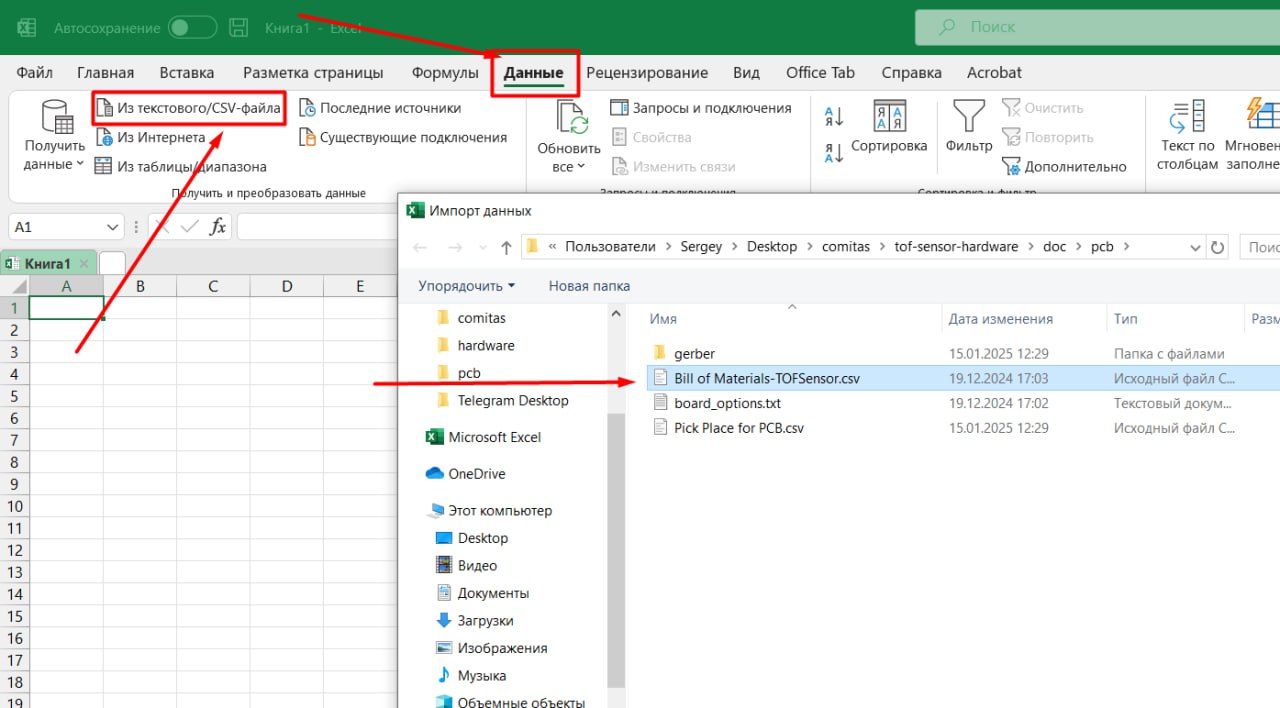 Автосохранение
Книга1 - Excel
Поиск
Файл Главная Вставка Разметка страницы Формулы Данные Рецензирование Вид Office Tab Справка Acrobat
Получить данные
Из текстового/CSV-файла
Из Интернета
Из таблицы/диапазона
Последние источники
Существующие подключения
Получить и преобразовать данные
Обновить все
Запросы и подключения
Свойства
Изменить связи
Запросы и подключения
Сортировка
Фильтр
Очистить
Повторить
Дополнительно
Сортировка и фильтр
Текст по столбцам
Мгновен
заполне
A1
fx
Книга1
A B C D E
1
2
3
4
5
6
7
8
9
10
11
12
13
14
15
16
17
18
19
Импорт данных
« Пользователи > Sergey > Desktop > comitas > tof-sensor-hardware > doc > pcb >
Поис
Упорядочить Новая папка
comitas
hardware
pcb
Telegram Desktop
Microsoft Excel
OneDrive
Этот компьютер
Desktop
Видео
Документы
Загрузки
Изображения
Музыка
Объемные объекты
Имя Дата изменения Тип Разм
gerber 15.01.2025 12:29 Папка с файлами
Bill of Materials-TOFSensor.csv 19.12.2024 17:03 Исходный файл C...
board_options.txt 19.12.2024 17:02 Текстовый докум...
Pick Place for PCB.csv 15.01.2025 12:29 Исходный файл C...